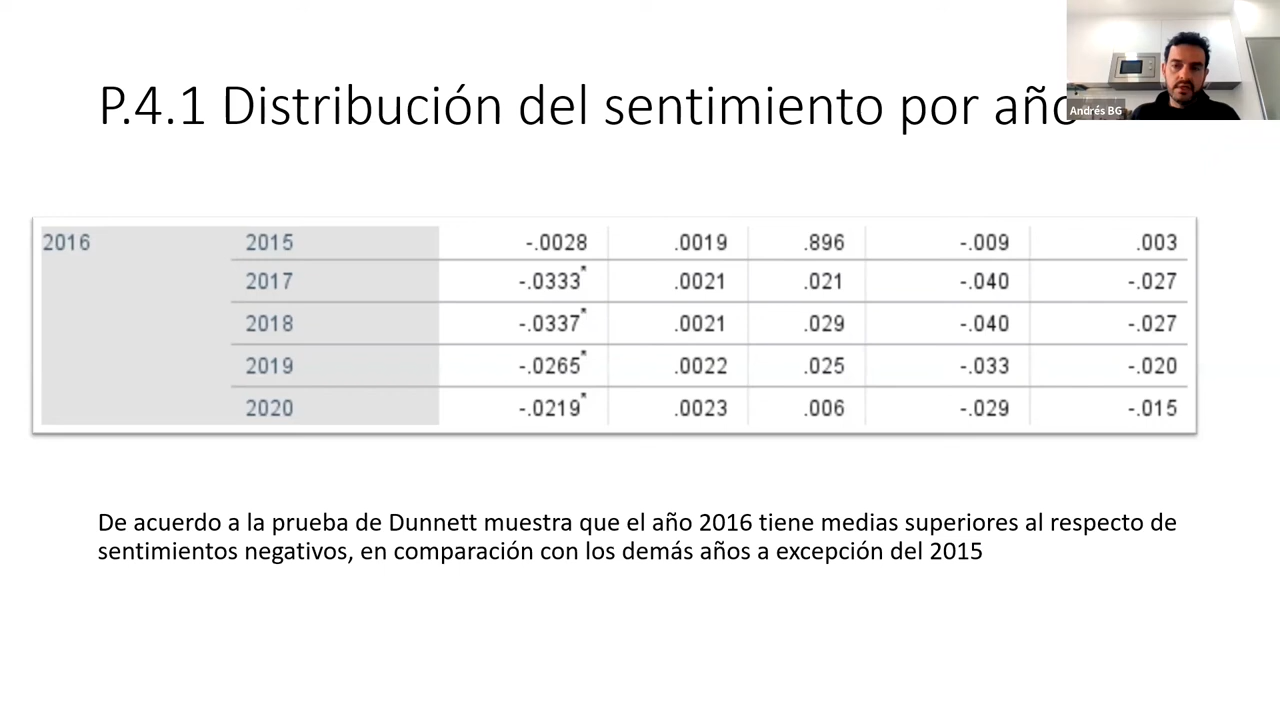 P.4.1 Distribución del sentimiento por año
Andrés BG
2016 2015 -.0028 .0019 .896 -.009 .003
2017 -.0333* .0021 .021 -.040 -.027
2018 -.0337* .0021 .029 -.040 -.027
2019 -.0265* .0022 .025 -.033 -.020
2020 -.0219* .0023 .006 -.029 -.015
De acuerdo a la prueba de Dunnett muestra que el año 2016 tiene medias superiores al respecto de
sentimientos negativos, en comparación con los demás años a excepción del 2015